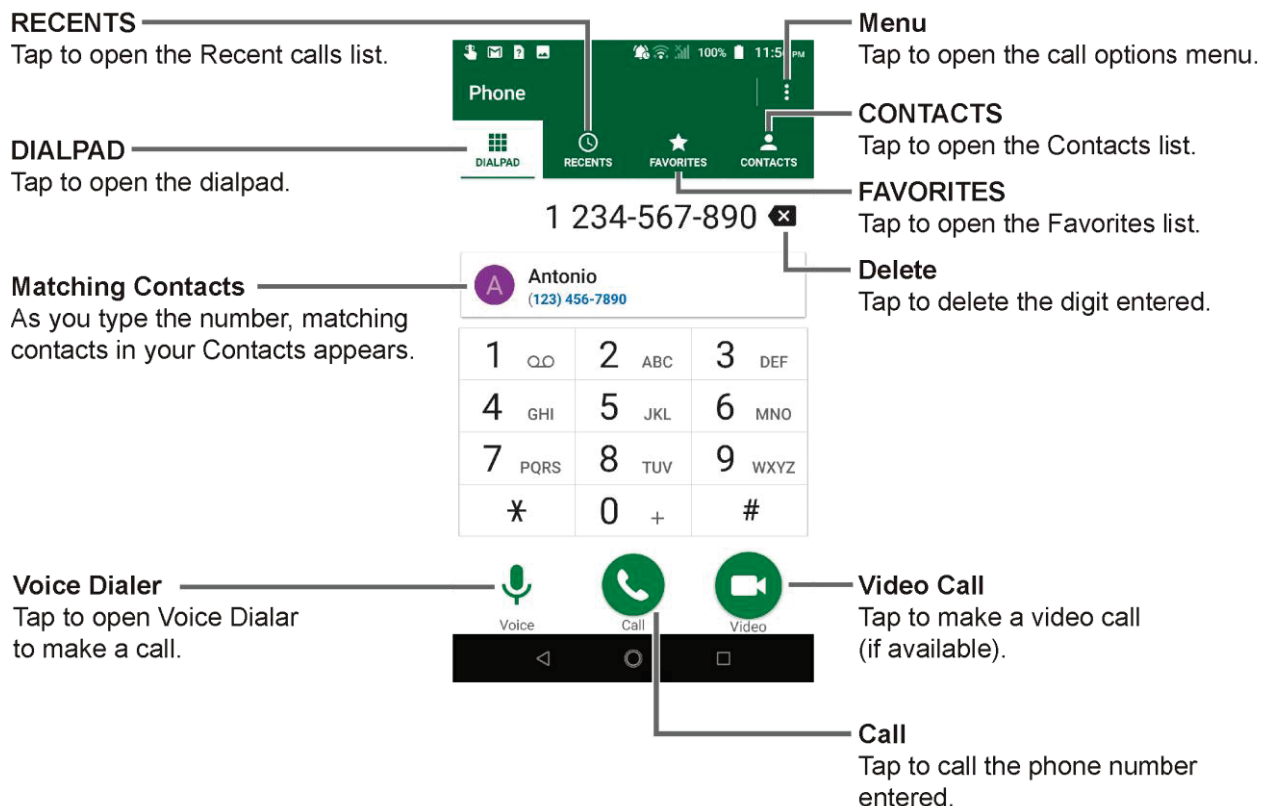 RECENTS
Tap to open the Recent calls list.
DIALPAD
Tap to open the dialpad.
Matching Contacts
As you type the number, matching
contacts in your Contacts appears.
Voice Dialer
Tap to open Voice Dialar
to make a call.
100%
PM
Phone
DIALPAD RECENTS FAVORITES CONTACTS
1 234-567-890
A
Antonio
(123) 456-7890
1 2 ABC 3 DEF
4 GHI 5 JKL 6 MNO
7 PQRS 8 TUV 9 WXYZ
* 0 + #
Voice Call Video
Menu
Tap to open the call options menu.
CONTACTS
Tap to open the Contacts list.
FAVORITES
Tap to open the Favorites list.
Delete
Tap to delete the digit entered.
Video Call
Tap to make a video call
(if available).
Call
Tap to call the phone number
entered.